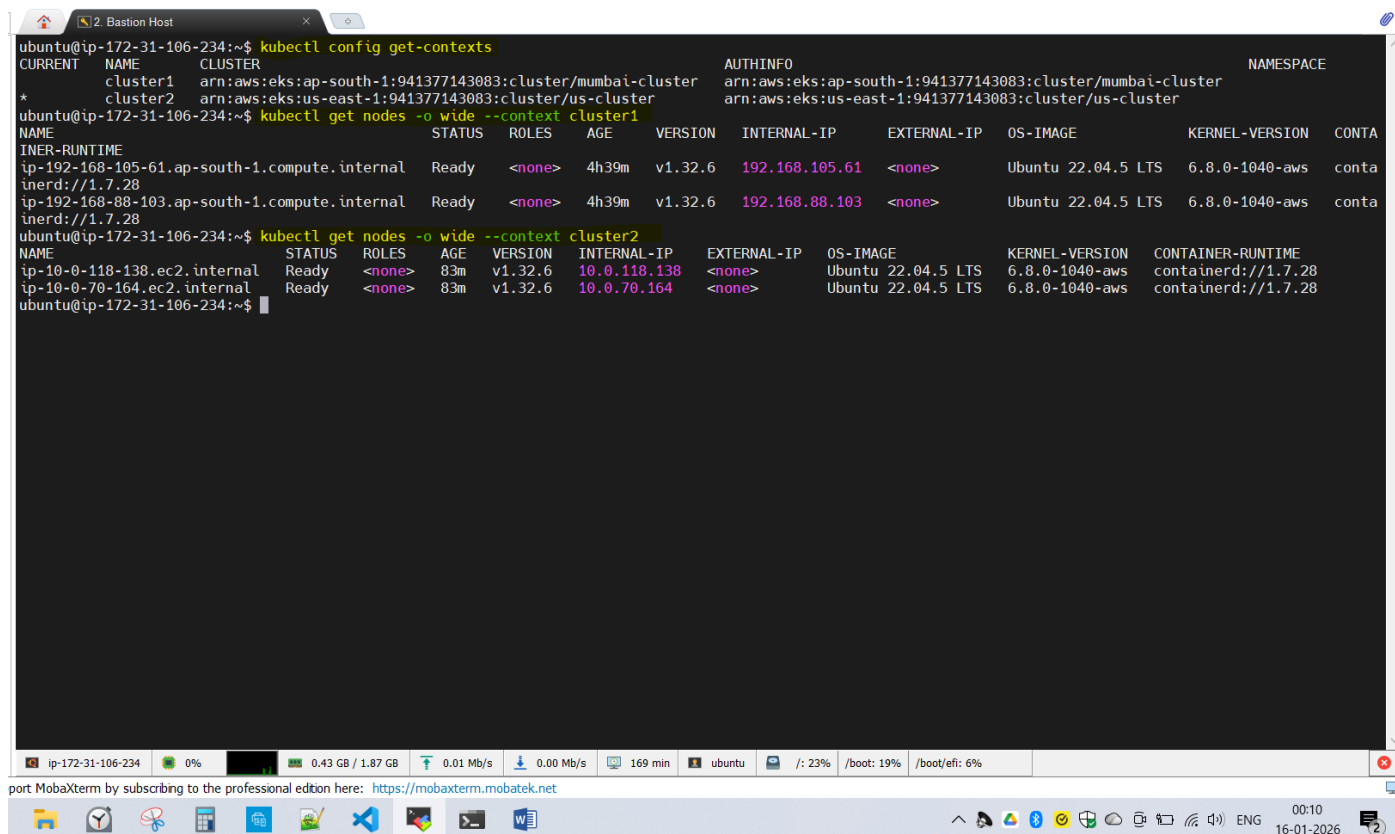 2. Bastion Host
ubuntu@ip-172-31-106-234:~$ kubectl config get-contexts
CURRENT NAME CLUSTER AUTHINFO NAMESPACE
cluster1 arn:aws:eks:ap-south-1:941377143083:cluster/mumbai-cluster arn:aws:eks:ap-south-1:941377143083:cluster/mumbai-cluster
* cluster2 arn:aws:eks:us-east-1:941377143083:cluster/us-cluster arn:aws:eks:us-east-1:941377143083:cluster/us-cluster
ubuntu@ip-172-31-106-234:~$ kubectl get nodes -o wide --context cluster1
NAME STATUS ROLES AGE VERSION INTERNAL-IP EXTERNAL-IP OS-IMAGE KERNEL-VERSION CONTA
INER-RUNTIME
ip-192-168-105-61.ap-south-1.compute.internal Ready <none> 4h39m v1.32.6 192.168.105.61 <none> Ubuntu 22.04.5 LTS 6.8.0-1040-aws conta
inerd://1.7.28
ip-192-168-88-103.ap-south-1.compute.internal Ready <none> 4h39m v1.32.6 192.168.88.103 <none> Ubuntu 22.04.5 LTS 6.8.0-1040-aws conta
inerd://1.7.28
ubuntu@ip-172-31-106-234:~$ kubectl get nodes -o wide --context cluster2
NAME STATUS ROLES AGE VERSION INTERNAL-IP EXTERNAL-IP OS-IMAGE KERNEL-VERSION CONTAINER-RUNTIME
ip-10-0-118-138.ec2.internal Ready <none> 83m v1.32.6 10.0.118.138 <none> Ubuntu 22.04.5 LTS 6.8.0-1040-aws containerd://1.7.28
ip-10-0-70-164.ec2.internal Ready <none> 83m v1.32.6 10.0.70.164 <none> Ubuntu 22.04.5 LTS 6.8.0-1040-aws containerd://1.7.28
ubuntu@ip-172-31-106-234:~$
ip-172-31-106-234 0% 0.43 GB / 1.87 GB 0.01 Mb/s 0.00 Mb/s 169 min ubuntu /: 23% /boot: 19% /boot/efi: 6%
port MobaXterm by subscribing to the professional edition here: https://mobaxterm.mobatek.net
ENG
00:10
16-01-2026
2